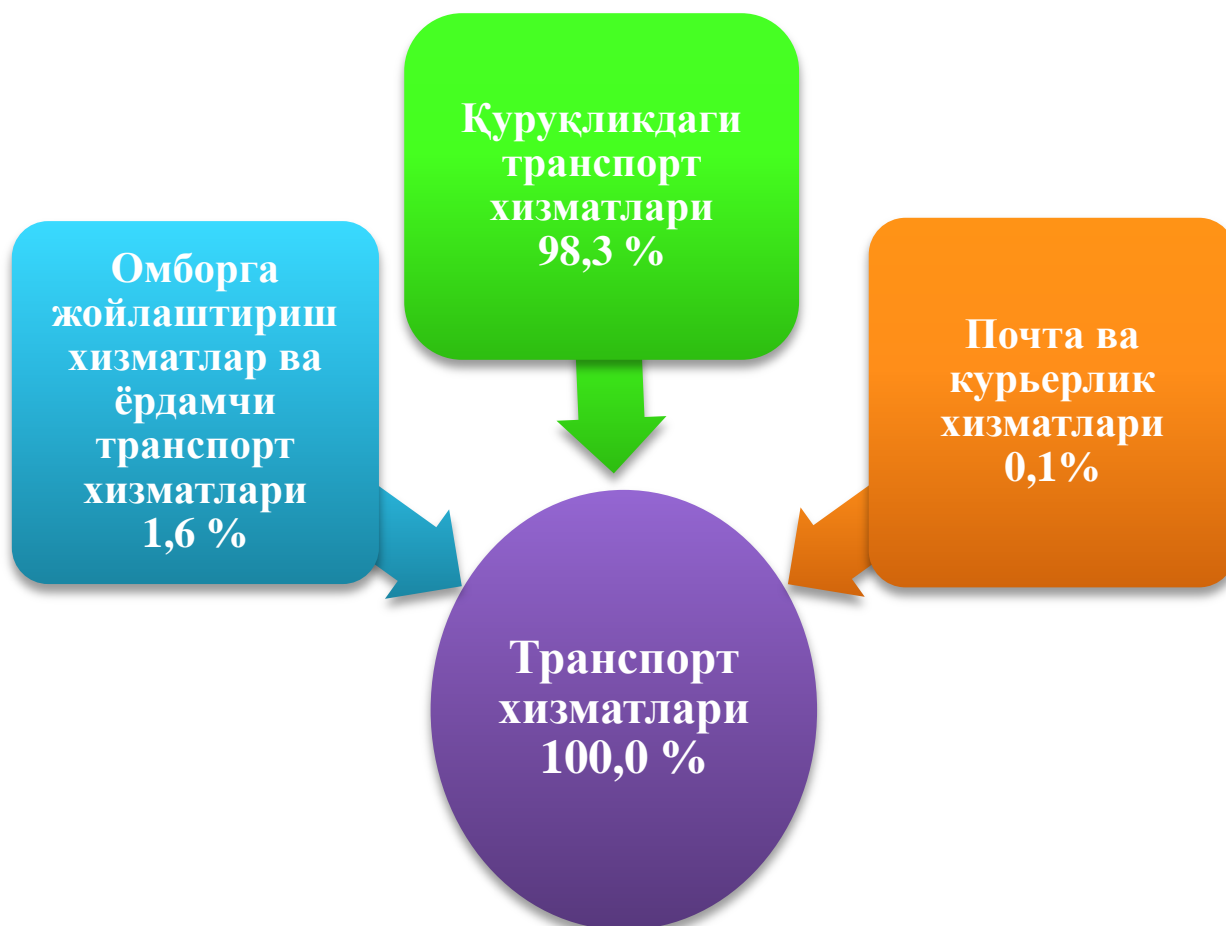 Қуруқликдаги
транспорт
хизматлари
98,3 %
Омборга
жойлаштириш
хизматлар ва
ёрдамчи
транспорт
хизматлари
1,6 %
Почта ва
курьерлик
хизматлари
0,1%
Транспорт
хизматлари
100,0 %